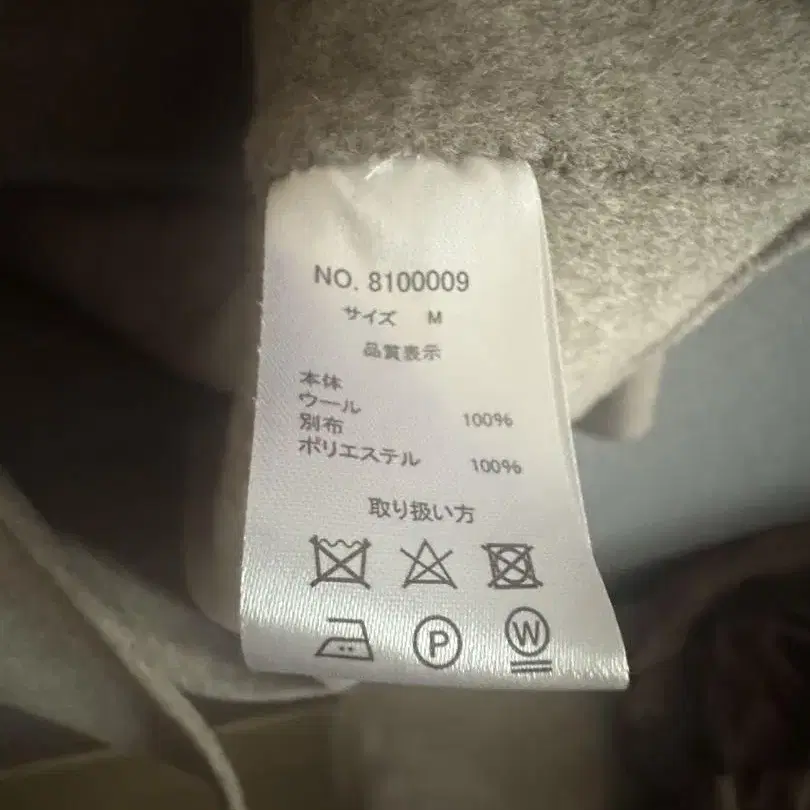 NO. 8100009
サイズ M
品質表示
本体
ウール 100%
別布
ポリエステル 100%
取り扱い方
P W